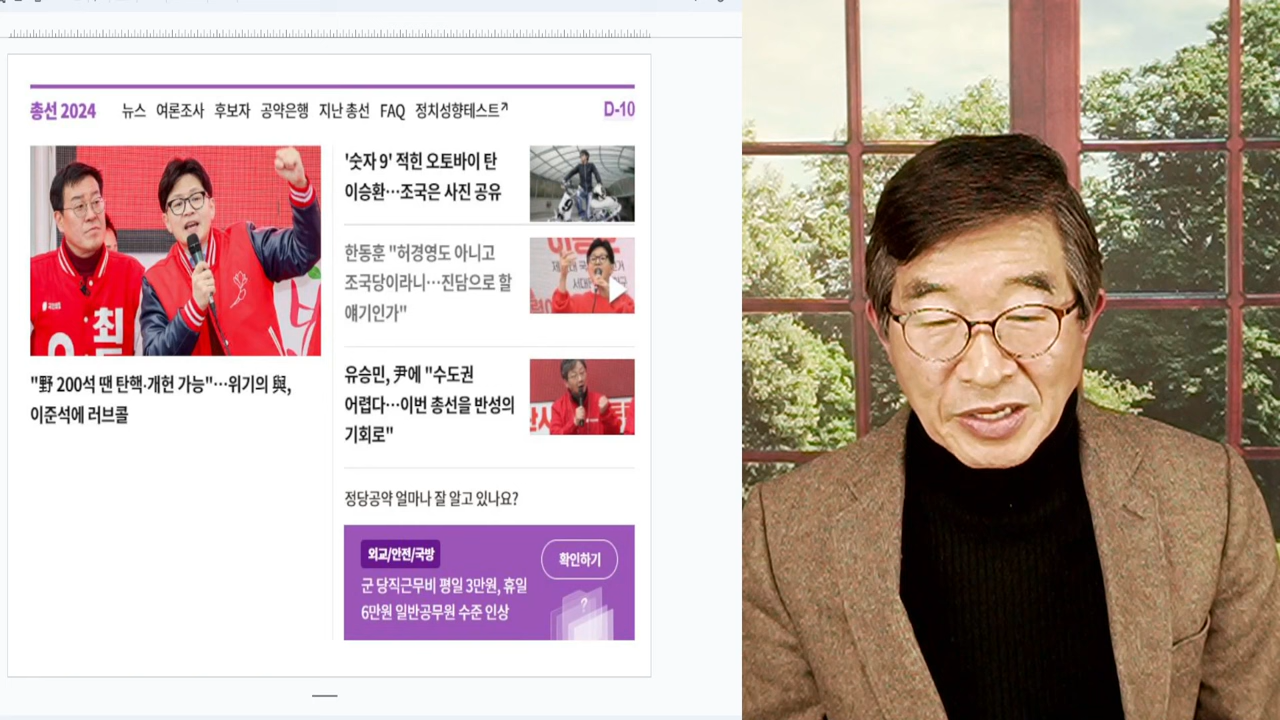 총선 2024 뉴스 여론조사 후보자 공약은행 지난 총선 FAQ 정치성향테스트↗ D-10
"野 200석 땐 탄핵·개헌 가능"…위기의 與,
이준석에 러브콜
'숫자 9' 적힌 오토바이 탄
이승환…조국은 사진 공유
한동훈 "허경영도 아니고
조국당이라니…진담으로 할
얘기인가"
유승민, 尹에 "수도권
어렵다…이번 총선을 반성의
기회로"
정당공약 얼마나 잘 알고 있나요?
외교/안전/국방
확인하기
군 당직근무비 평일 3만원, 휴일
6만원 일반공무원 수준 인상
?